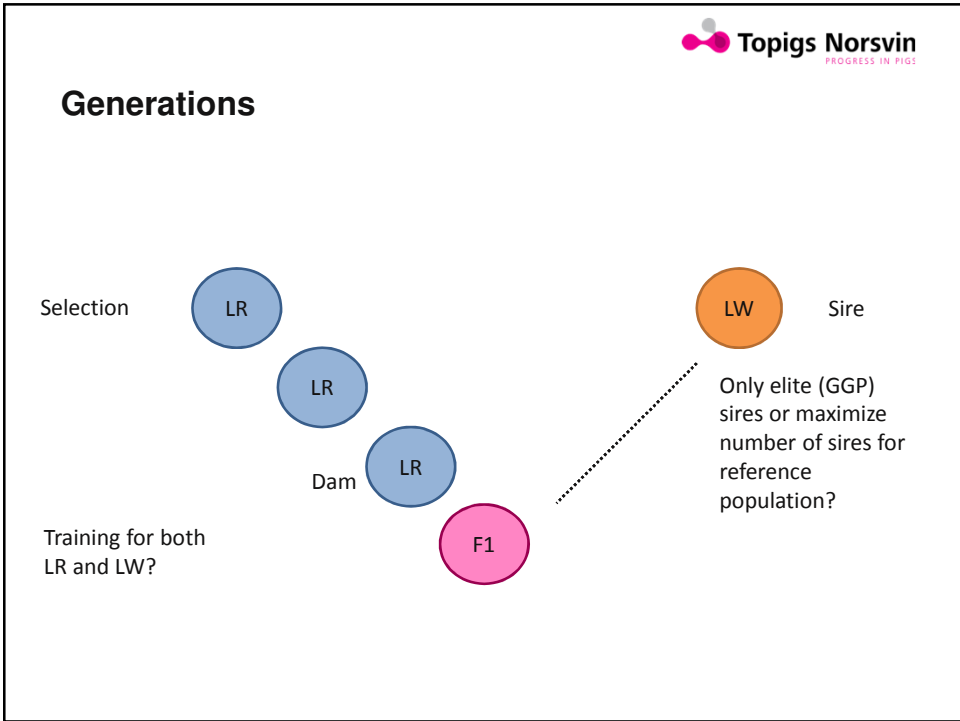 Topigs Norsvin
PROGRESS IN PIGS
Generations
Selection
LR
LW
Sire
LR
Only elite (GGP)
sires or maximize
number of sires for
reference
population?
LR
Dam
F1
Training for both
LR and LW?